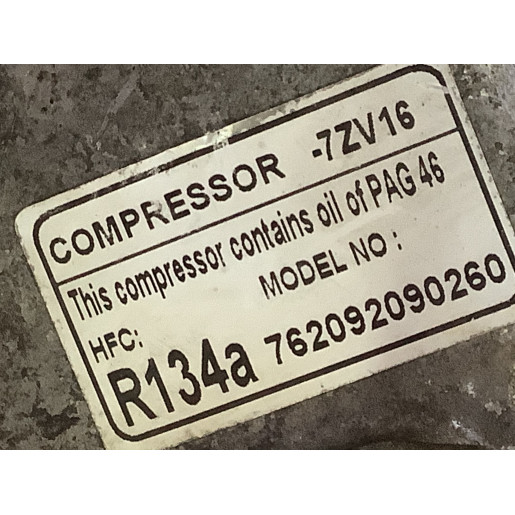 COMPRESSOR -7ZV16
This compressor contains oil of PAG 46
HFC: MODEL NO :
R134a 762092090260